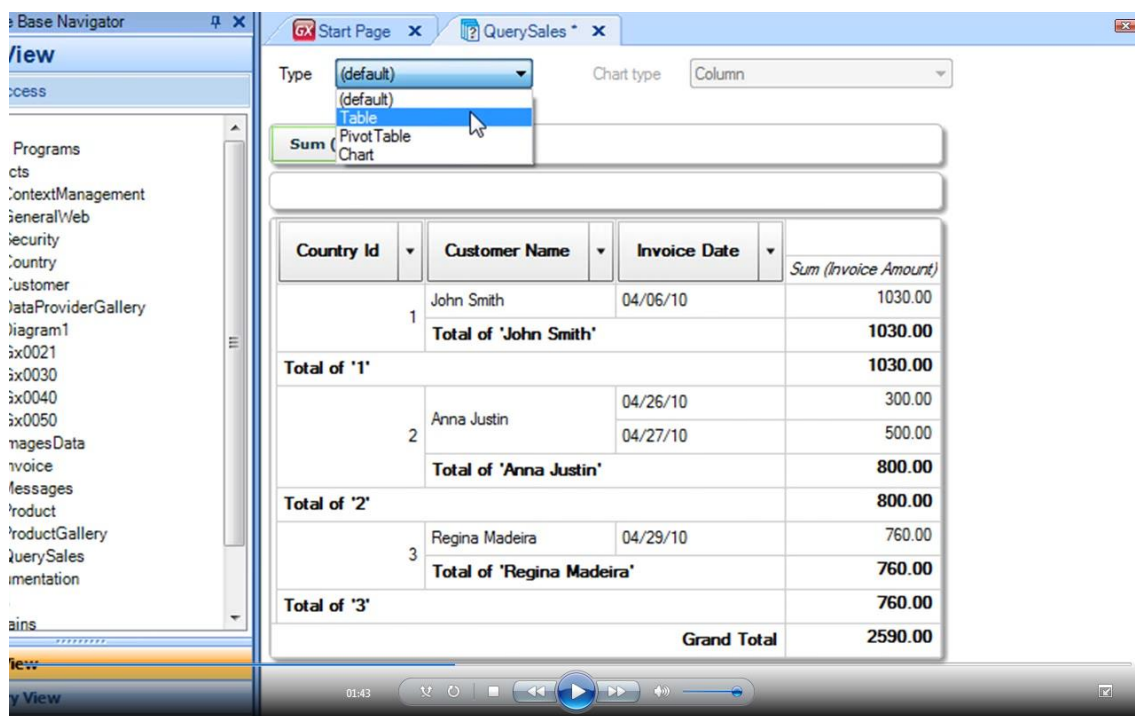 e Base Navigator
Start Page
QuerySales *
View
ccess
Type
(default)
Chart type
Column
(default)
Table
PivotTable
Chart
Sum (
Programs
cts
ContextManagement
GeneralWeb
Security
Country
Customer
DataProviderGallery
Diagram1
Gx0021
Gx0030
Gx0040
Gx0050
magesData
nvoice
Messages
Product
ProductGallery
QuerySales
umentation
ains
View
y View
Country Id
Customer Name
Invoice Date
Sum (Invoice Amount)
1
John Smith
04/06/10
1030.00
Total of 'John Smith'
1030.00
Total of '1'
1030.00
2
Anna Justin
04/26/10
300.00
04/27/10
500.00
Total of 'Anna Justin'
800.00
Total of '2'
800.00
3
Regina Madeira
04/29/10
760.00
Total of 'Regina Madeira'
760.00
Total of '3'
760.00
Grand Total
2590.00
01:43